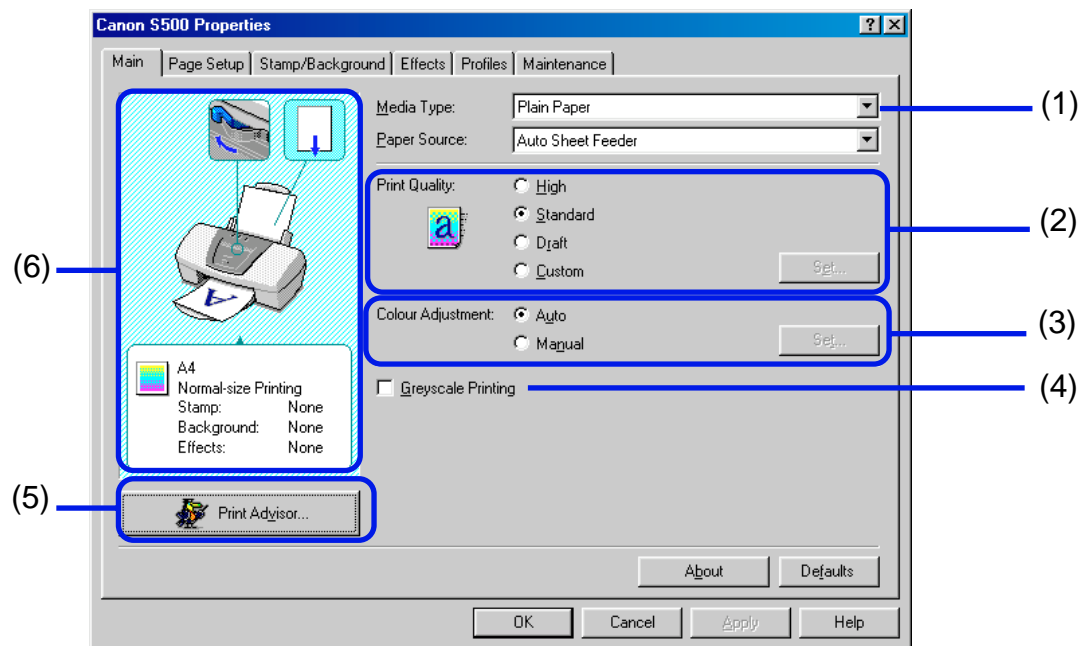 Canon S500 Properties
Main Page Setup Stamp/Background Effects Profiles Maintenance
Media Type: Plain Paper (1)
Paper Source: Auto Sheet Feeder
Print Quality: High
Standard
Draft
Custom Set...
(2)
a
Colour Adjustment: Auto
Manual Set...
(3)
Greyscale Printing (4)
(6)
A
A4
Normal-size Printing
Stamp: None
Background: None
Effects: None
(5)
Print Advisor...
About Defaults
OK Cancel Apply Help